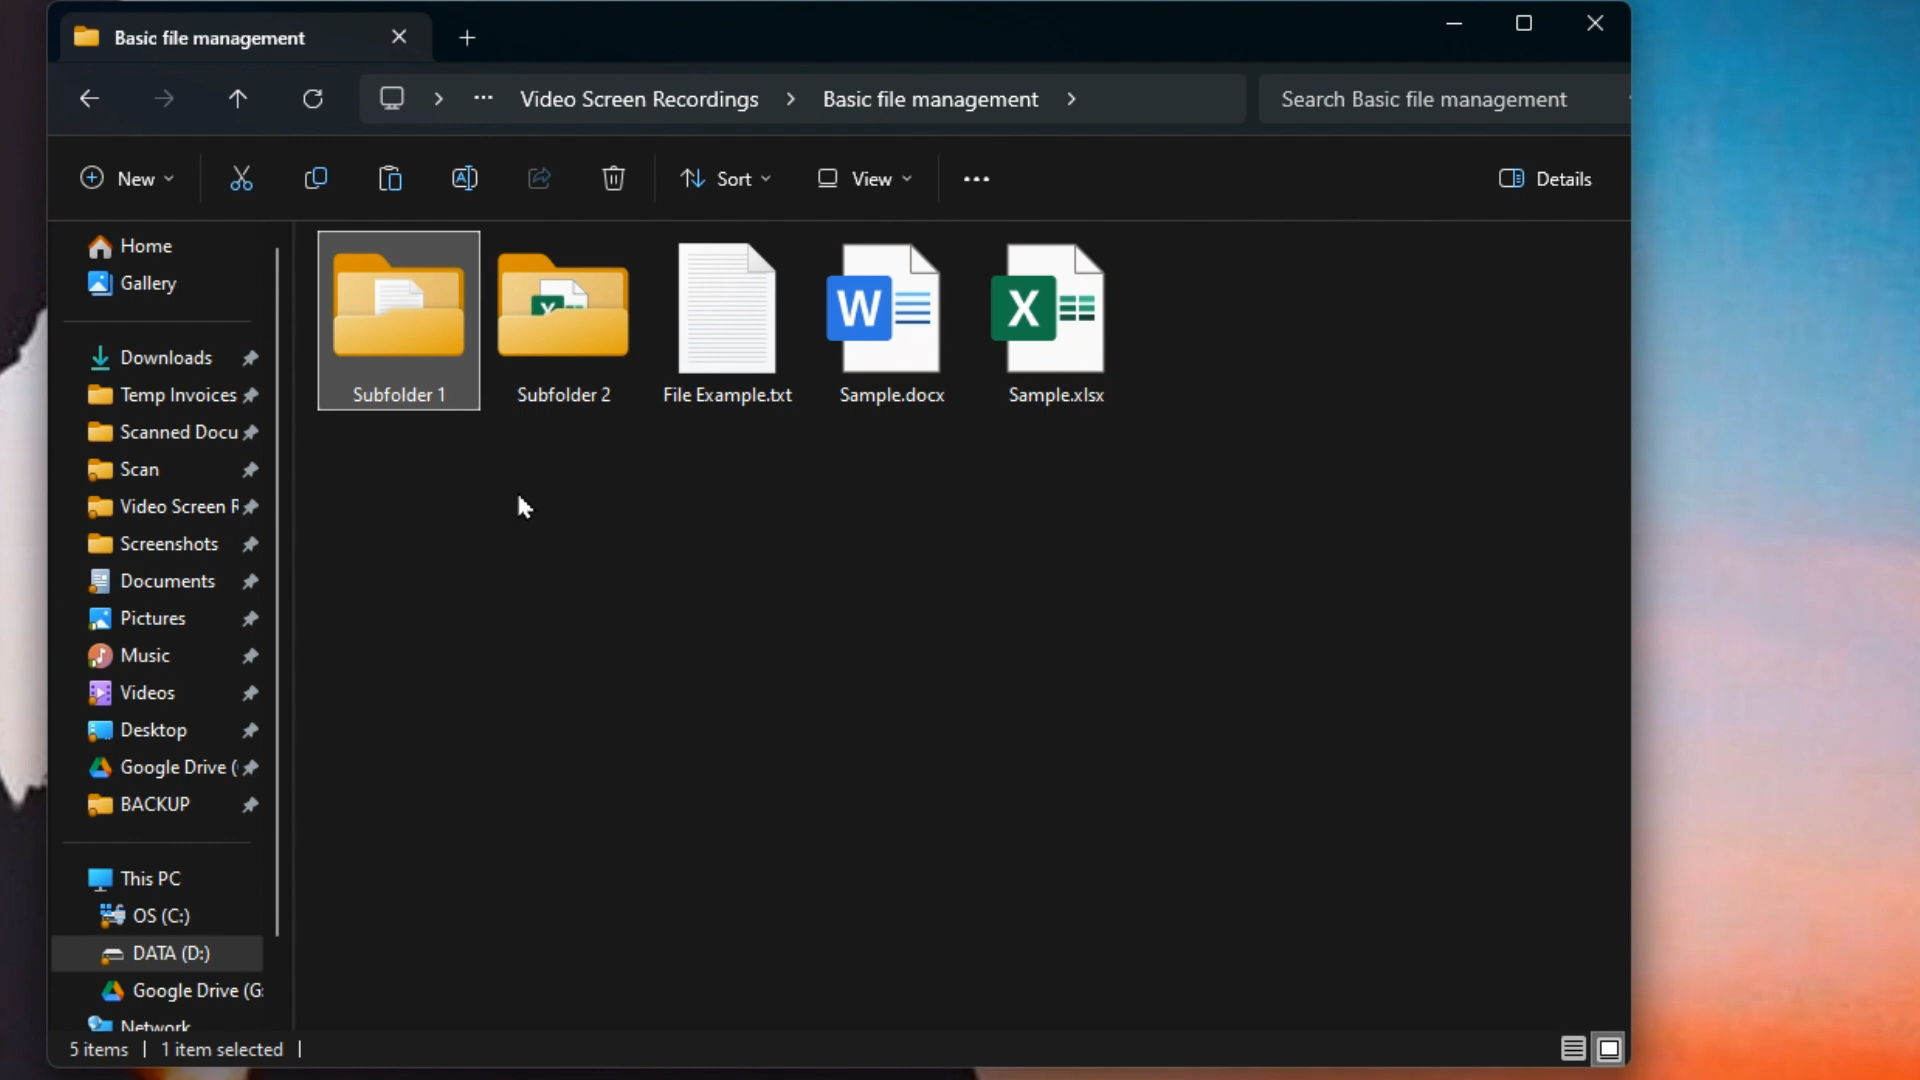 Basic file management
Video Screen Recordings
Basic file management
Search Basic file management
New
Sort
View
Details
Home
Gallery
Downloads
Temp Invoices
Scanned Docu
Scan
Video Screen R
Screenshots
Documents
Pictures
Music
Videos
Desktop
Google Drive (
BACKUP
This PC
OS (C:)
DATA (D:)
Google Drive (G:
Network
Subfolder 1
X
Subfolder 2
File Example.txt
W
Sample.docx
X
Sample.xlsx
5 items | 1 item selected |